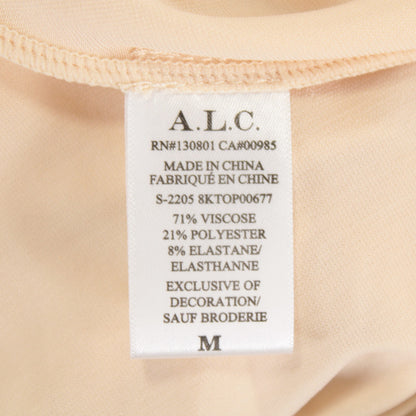 A.L.C.
RN#130801 CA#00985
MADE IN CHINA
FABRIQUÉ EN CHINE
S-2205 8KTOP00677
71% VISCOSE
21% POLYESTER
8% ELASTANE/
ELASTHANNE
EXCLUSIVE OF
DECORATION/
SAUF BRODERIE
M